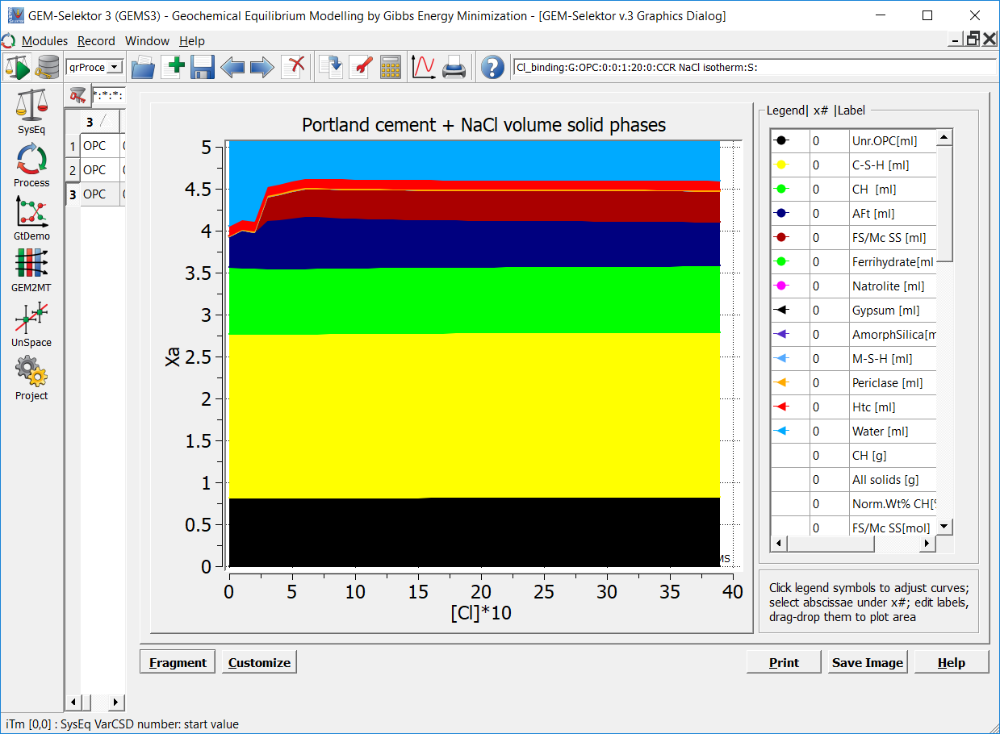 GEM-Selektor 3 (GEMS3) - Geochemical Equilibrium Modelling by Gibbs Energy Minimization - [GEM-Selektor v.3 Graphics Dialog]
Modules Record Window Help
grProce
Cl_binding:G:OPC:0:0:1:20:0:CCR NaCl isotherm:S:
SysEq
Process
GtDemo
GEM2MT
UnSpace
Project
*:*:*:
3
1 OPC
2 OPC
3 OPC
Portland cement + NaCl volume solid phases
Xa
5
4.5
4
3.5
3
2.5
2
1.5
1
0.5
0
0 5 10 15 20 25 30 35 40
[Cl]*10
MS
Legend| x# |Label
0 Unr.OPC[ml]
0 C-S-H [ml]
0 CH [ml]
0 AFt [ml]
0 FS/Mc SS [ml]
0 Ferrihydrate[ml
0 Natrolite [ml]
0 Gypsum [ml]
0 AmorphSilica[m
0 M-S-H [ml]
0 Periclase [ml]
0 Htc [ml]
0 Water [ml]
0 CH [g]
0 All solids [g]
0 Norm.Wt% CH[%
0 FS/Mc SS[mol]
Click legend symbols to adjust curves;
select abscissae under x#; edit labels,
drag-drop them to plot area
Fragment Customize Print Save Image Help
iTm [0,0] : SysEq VarCSD number: start value